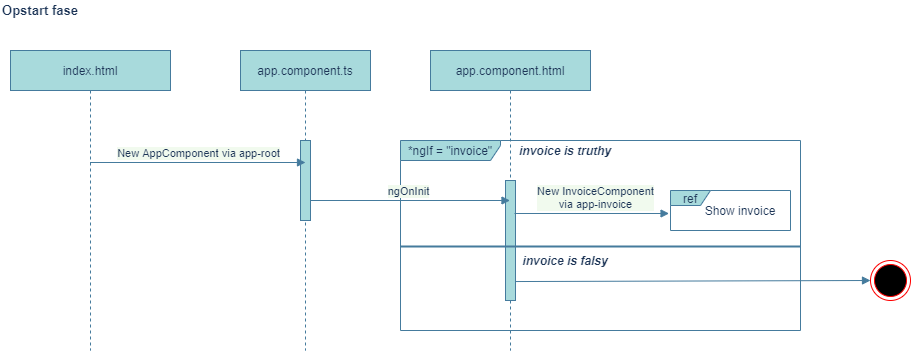 Opstart fase
index.html
app.component.ts
app.component.html
New AppComponent via app-root
*ngIf = "invoice"
invoice is truthy
ngOnInit
New InvoiceComponent
via app-invoice
ref
Show invoice
invoice is falsy